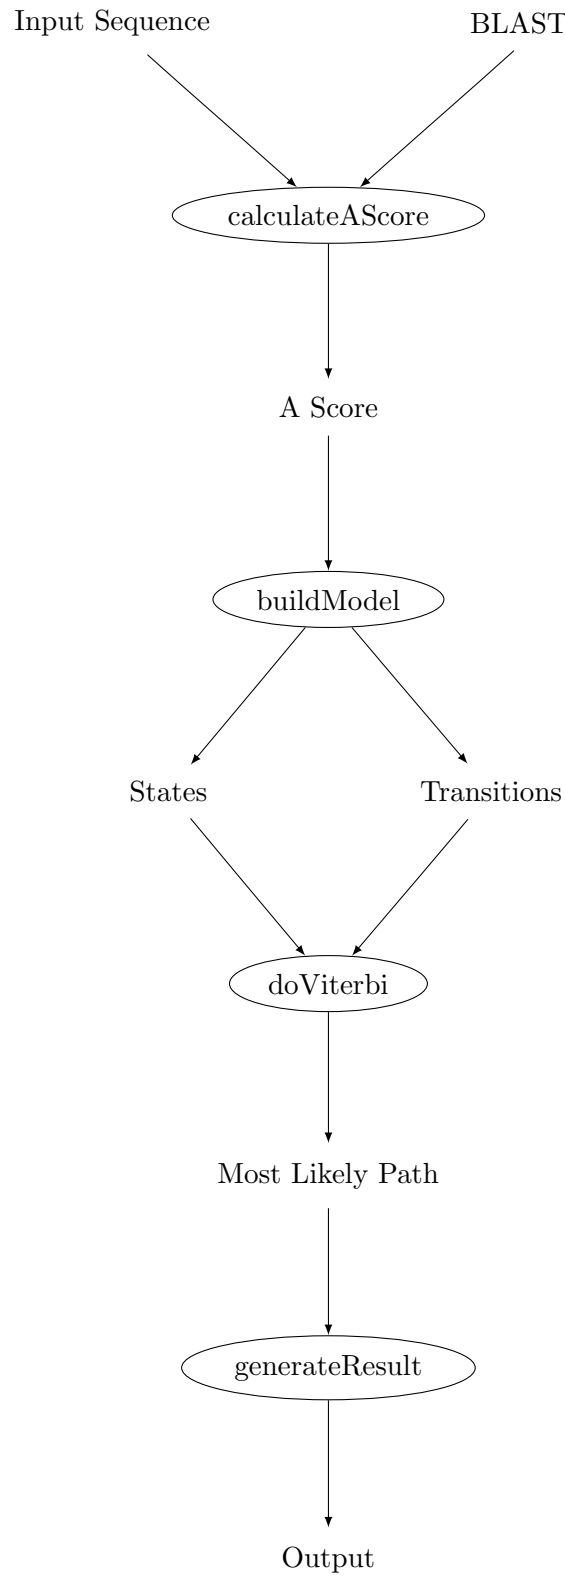 Input Sequence
BLAST
calculateAScore
A Score
buildModel
States
Transitions
doViterbi
Most Likely Path
generateResult
Output